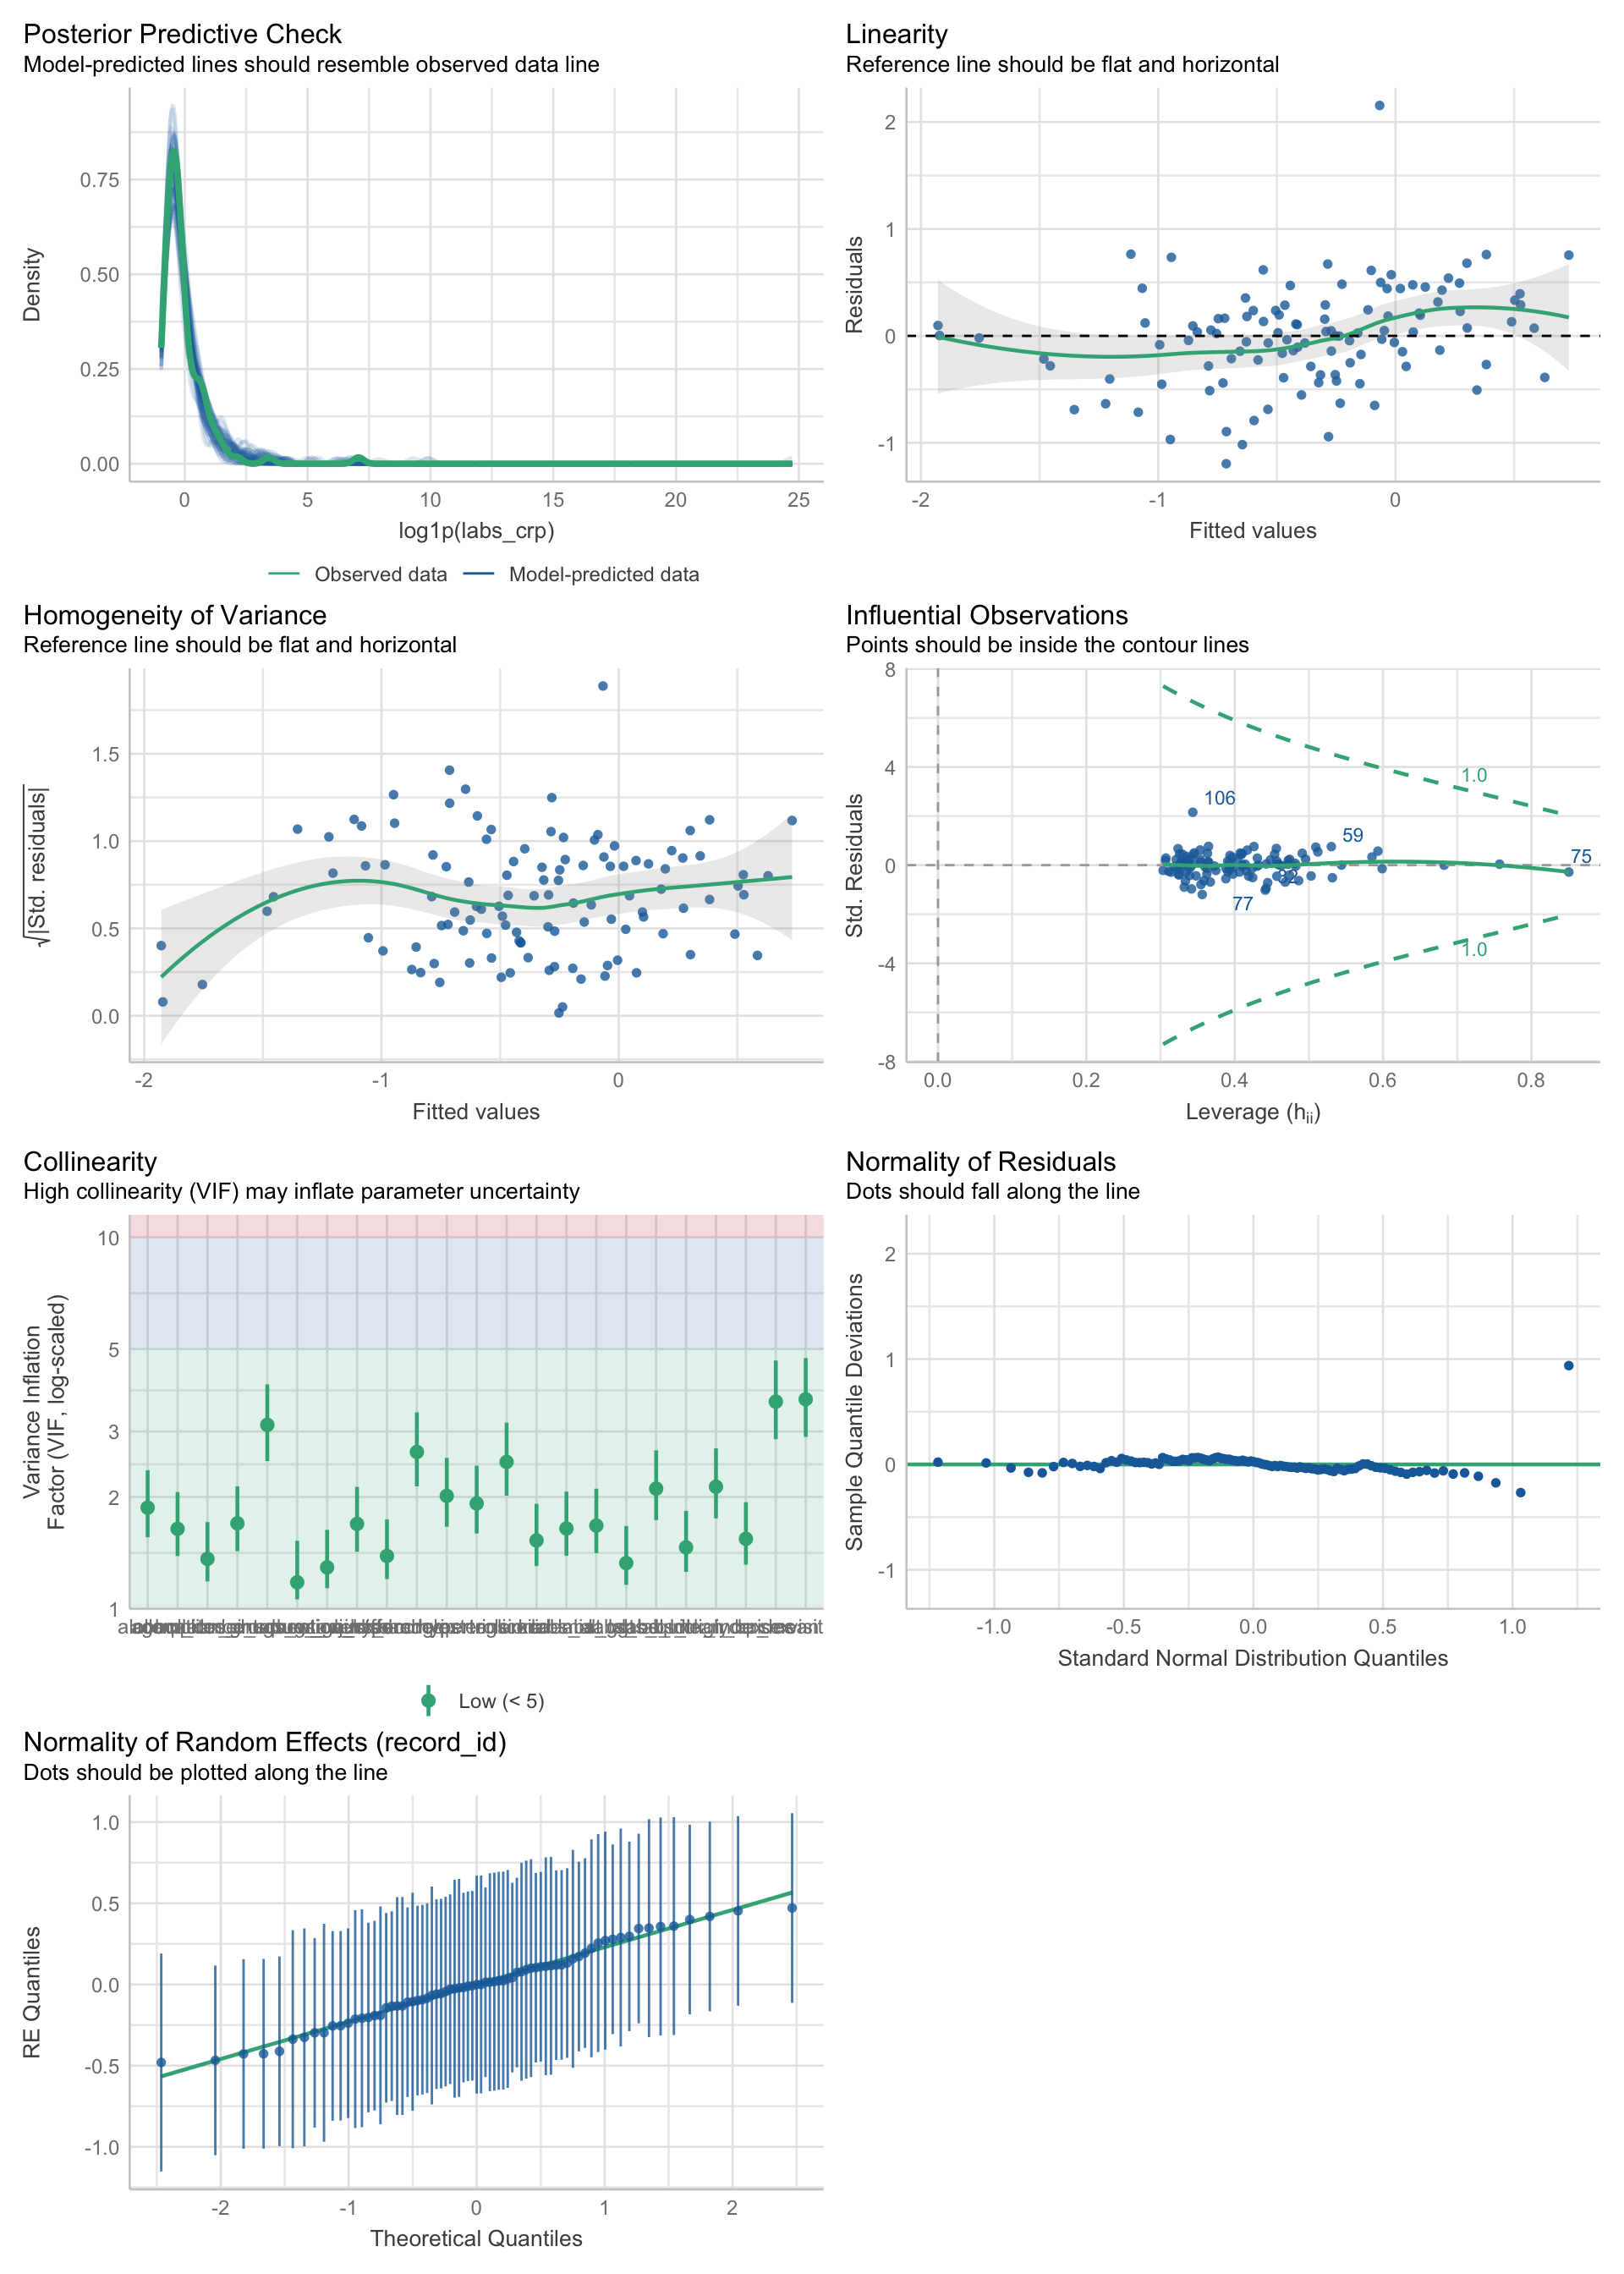 Posterior Predictive Check
Model-predicted lines should resemble observed data line
Density
0.75
0.50
0.25
0.00
0 5 10 15 20 25
log1p(labs_crp)
Observed data Model-predicted data
Linearity
Reference line should be flat and horizontal
Residuals
2
1
0
-1
-2 -1 0
Fitted values
Homogeneity of Variance
Reference line should be flat and horizontal
√|Std. residuals|
1.5
1.0
0.5
0.0
-2 -1 0
Fitted values
Influential Observations
Points should be inside the contour lines
Std. Residuals
8
4
0
-4
-8
1.0
106
59
75
77
1.0
0.0 0.2 0.4 0.6 0.8
Leverage (hii)
Collinearity
High collinearity (VIF) may inflate parameter uncertainty
Variance Inflation
Factor (VIF, log-scaled)
10
5
3
2
1
Low (< 5)
Normality of Residuals
Dots should fall along the line
Sample Quantile Deviations
2
1
0
-1
-1.0 -0.5 0.0 0.5 1.0
Standard Normal Distribution Quantiles
Normality of Random Effects (record_id)
Dots should be plotted along the line
RE Quantiles
1.0
0.5
0.0
-0.5
-1.0
-2 -1 0 1 2
Theoretical Quantiles